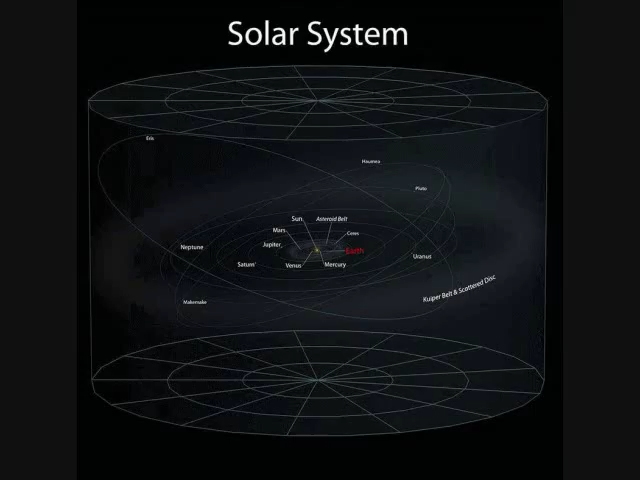 Solar System
Eris
Haumea
Pluto
Sun
Asteroid Belt
Mars
Ceres
Neptune
Jupiter
Earth
Uranus
Saturn
Venus
Mercury
Kuiper Belt & Scattered Disc
Makemake